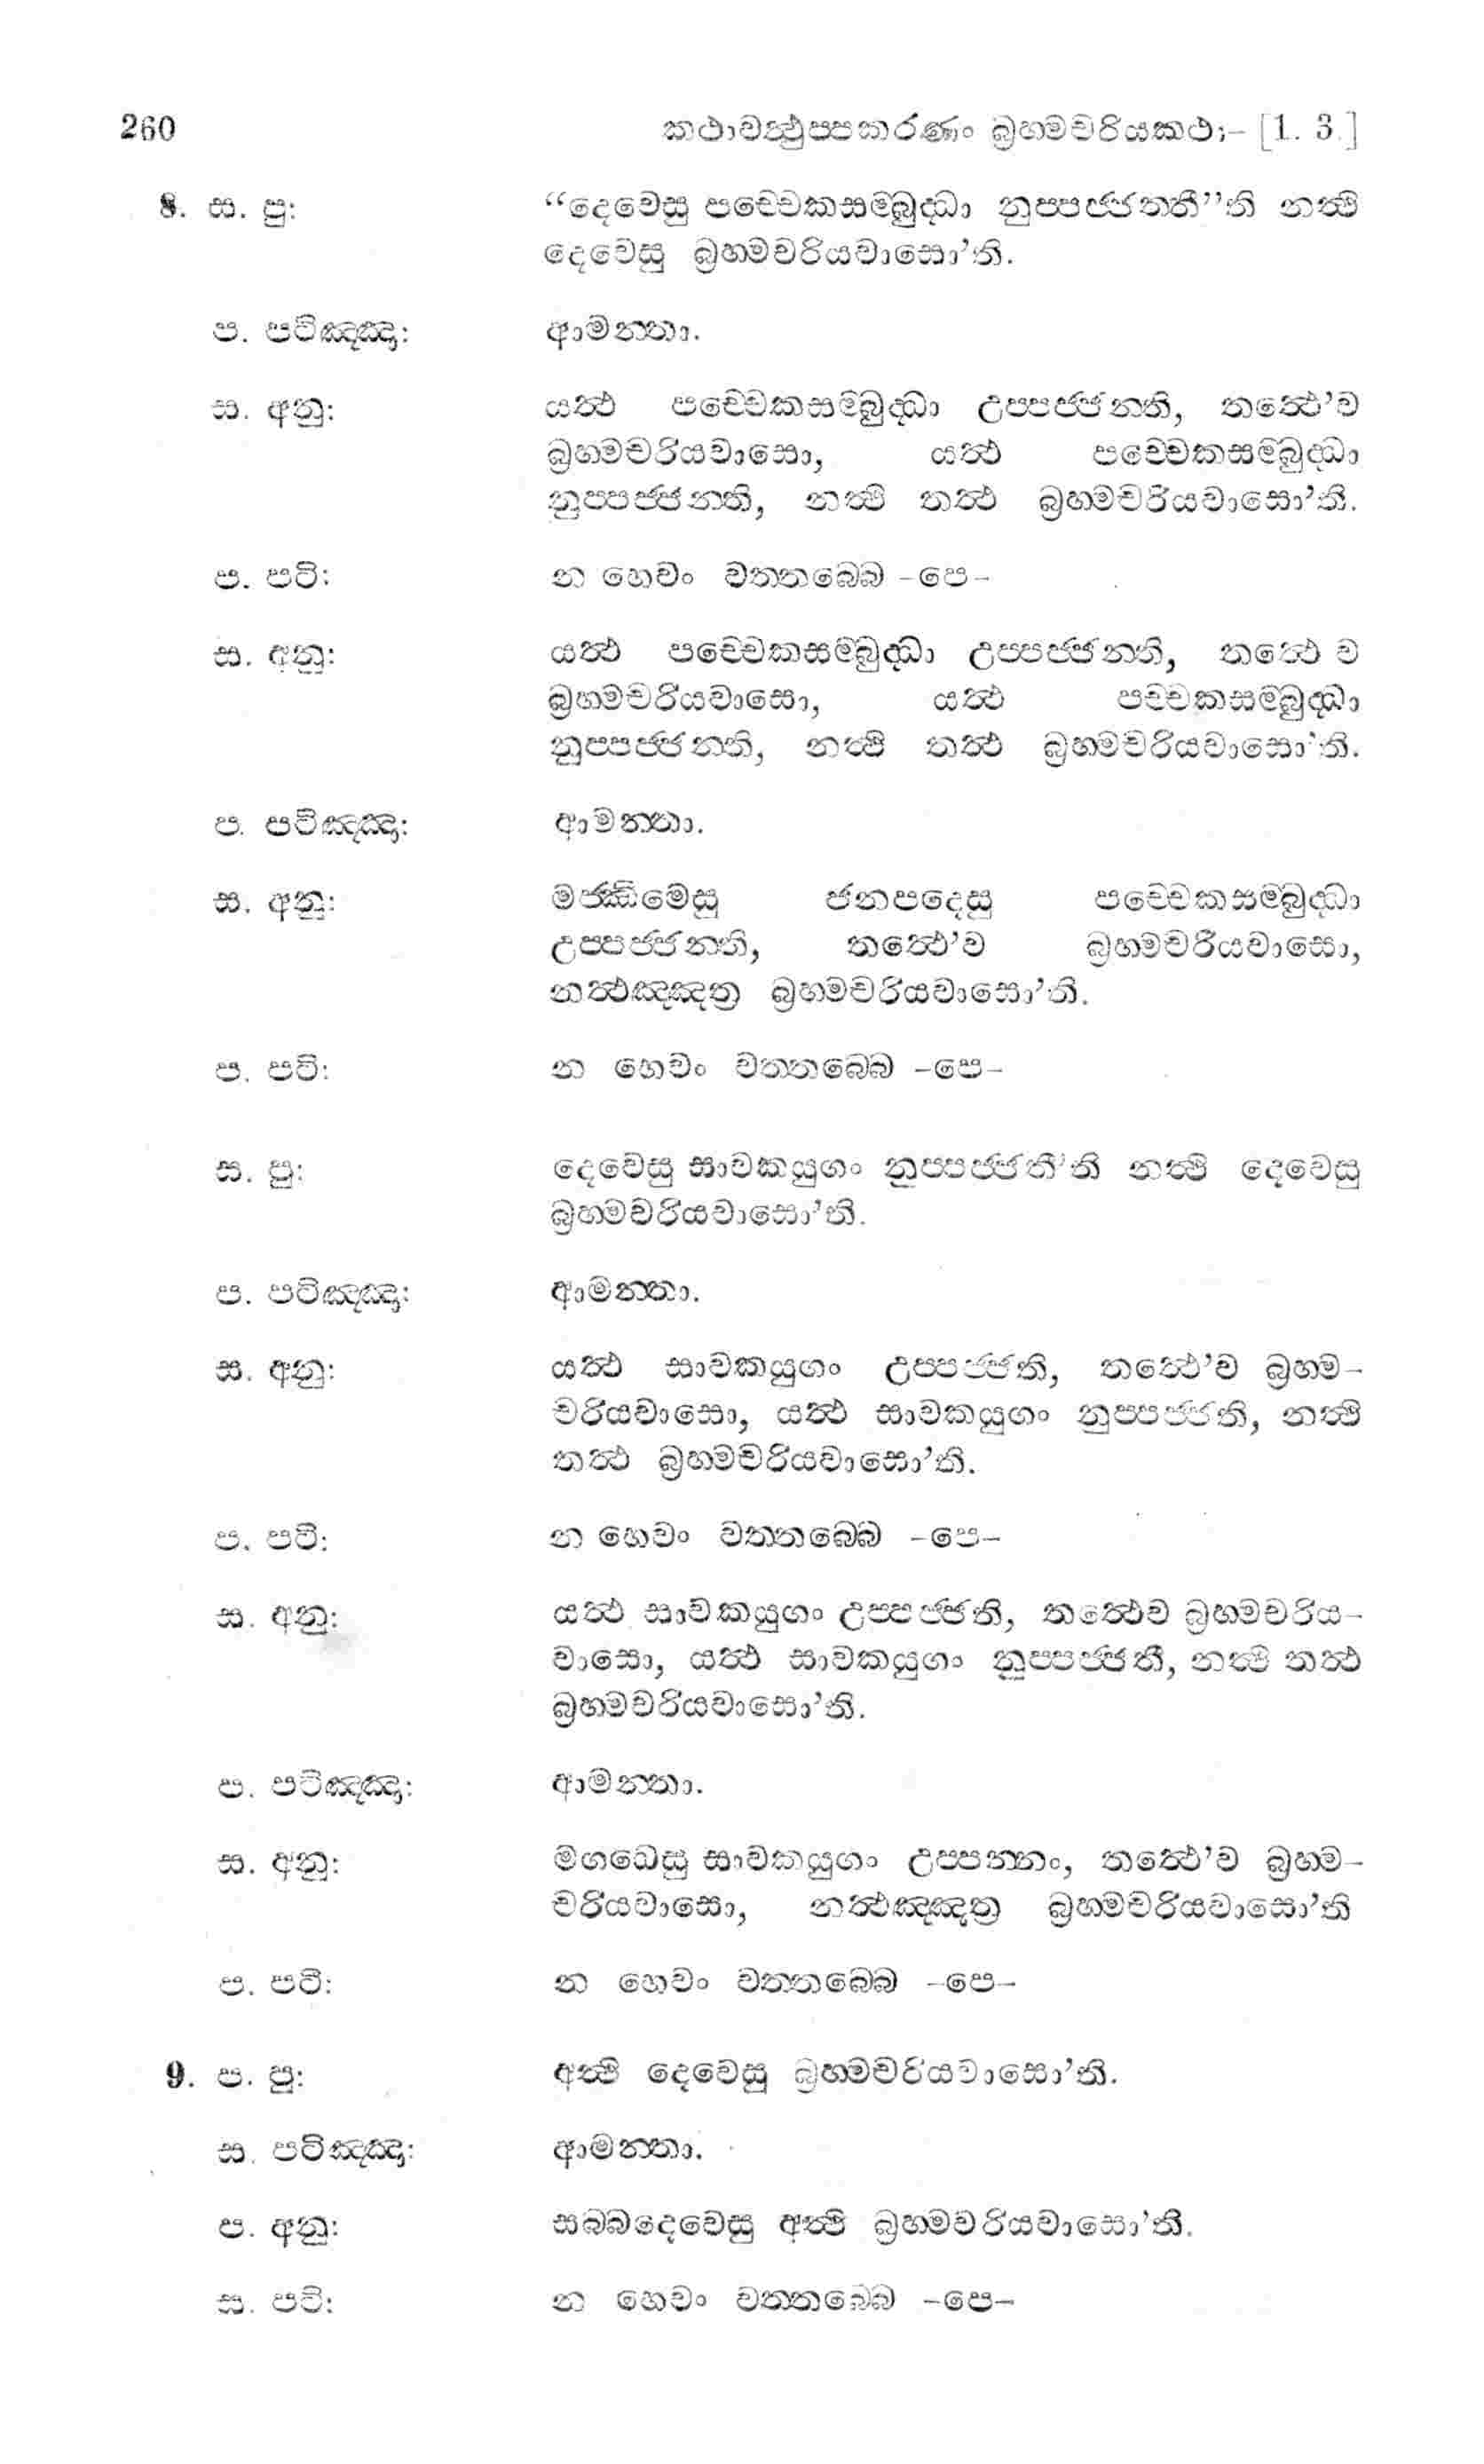 260 කථාවත්‍ථුප්පකරණං බ්‍රහ්මචරියකථා– [1. 3.]
8. ස. පු: “දෙවෙසු පච්චෙකසම්බුද්ධා නුප්පජ්ජන්තී”ති නත්‍ථි
දෙවෙසු බ්‍රහ්මචරියවාසො’ති.
ප. පටිඤ්ඤා: ආමන්තා.
ස. අනු: යත්‍ථ පච්චෙකසම්බුද්ධා උප්පජ්ජන්ති, තත්‍ථෙ’ව
බ්‍රහ්මචරියවාසො, යත්‍ථ පච්චෙකසම්බුද්ධා
නුප්පජ්ජන්ති, නත්‍ථි තත්‍ථ බ්‍රහ්මචරියවාසො’ති.
ප. පටි: න හෙවං වත්තබ්බෙ –පෙ–
ස. අනු: යත්‍ථ පච්චෙකසම්බුද්ධා උප්පජ්ජන්ති, තත්‍ථෙ ව
බ්‍රහ්මචරියවාසො, යත්‍ථ පච්චකසම්බුද්ධා
නුප්පජ්ජන්ති, නත්‍ථි තත්‍ථ බ්‍රහ්මචරියවාසො’ති.
ප. පටිඤ්ඤා: ආමන්තා.
ස. අනු: මජ්ඣිමෙසු ජනපදෙසු පච්චෙකසම්බුද්ධා
උප්පජ්ජන්ති, තත්‍ථෙ’ව බ්‍රහ්මචරියවාසො,
නත්‍ථඤ්ඤත්‍ර බ්‍රහ්මචරියවාසො’ති.
ප. පටි: න හෙවං වත්තබ්බෙ –පෙ–
ස. පු: දෙවෙසු සාවකයුගං නුප්පජ්ජතී’ති නත්‍ථි දෙවෙසු
බ්‍රහ්මචරියවාසො’ති.
ප. පටිඤ්ඤා: ආමන්තා.
ස. අනු: යත්‍ථ සාවකයුගං උප්පජ්ජති, තත්‍ථෙ’ව බ්‍රහ්ම–
චරියවාසො, යත්‍ථ සාවකයුගං නුප්පජ්ජති, නත්‍ථි
තත්‍ථ බ්‍රහ්මචරියවාසො’ති.
ප. පටි: න හෙවං වත්තබ්බෙ –පෙ–
ස. අනු: යත්‍ථ සාවකයුගං උප්පජ්ජති, තත්‍ථෙව බ්‍රහ්මචරිය–
වාසො, යත්‍ථ සාවකයුගං නුප්පජ්ජතී, නත්‍ථි තත්‍ථ
බ්‍රහ්මචරියවාසො’ති.
ප. පටිඤ්ඤා: ආමන්තා.
ස. අනු: මගධෙසු සාවකයුගං උප්පන්නං, තත්‍ථෙ’ව බ්‍රහ්ම–
චරියවාසො, නත්‍ථඤ්ඤත්‍ර බ්‍රහ්මචරියවාසො’ති
ප. පටි: න හෙවං වත්තබ්බෙ –පෙ–
9. ප. පු: අත්‍ථි දෙවෙසු බ්‍රහ්මචරියවාසො’ති.
ස. පටිඤ්ඤා: ආමන්තා.
ප. අනු: සබ්බදෙවෙසු අත්‍ථි බ්‍රහ්මචරියවාසො’තී.
ස. පටි: න හෙවං වත්තබ්බෙ –පෙ–